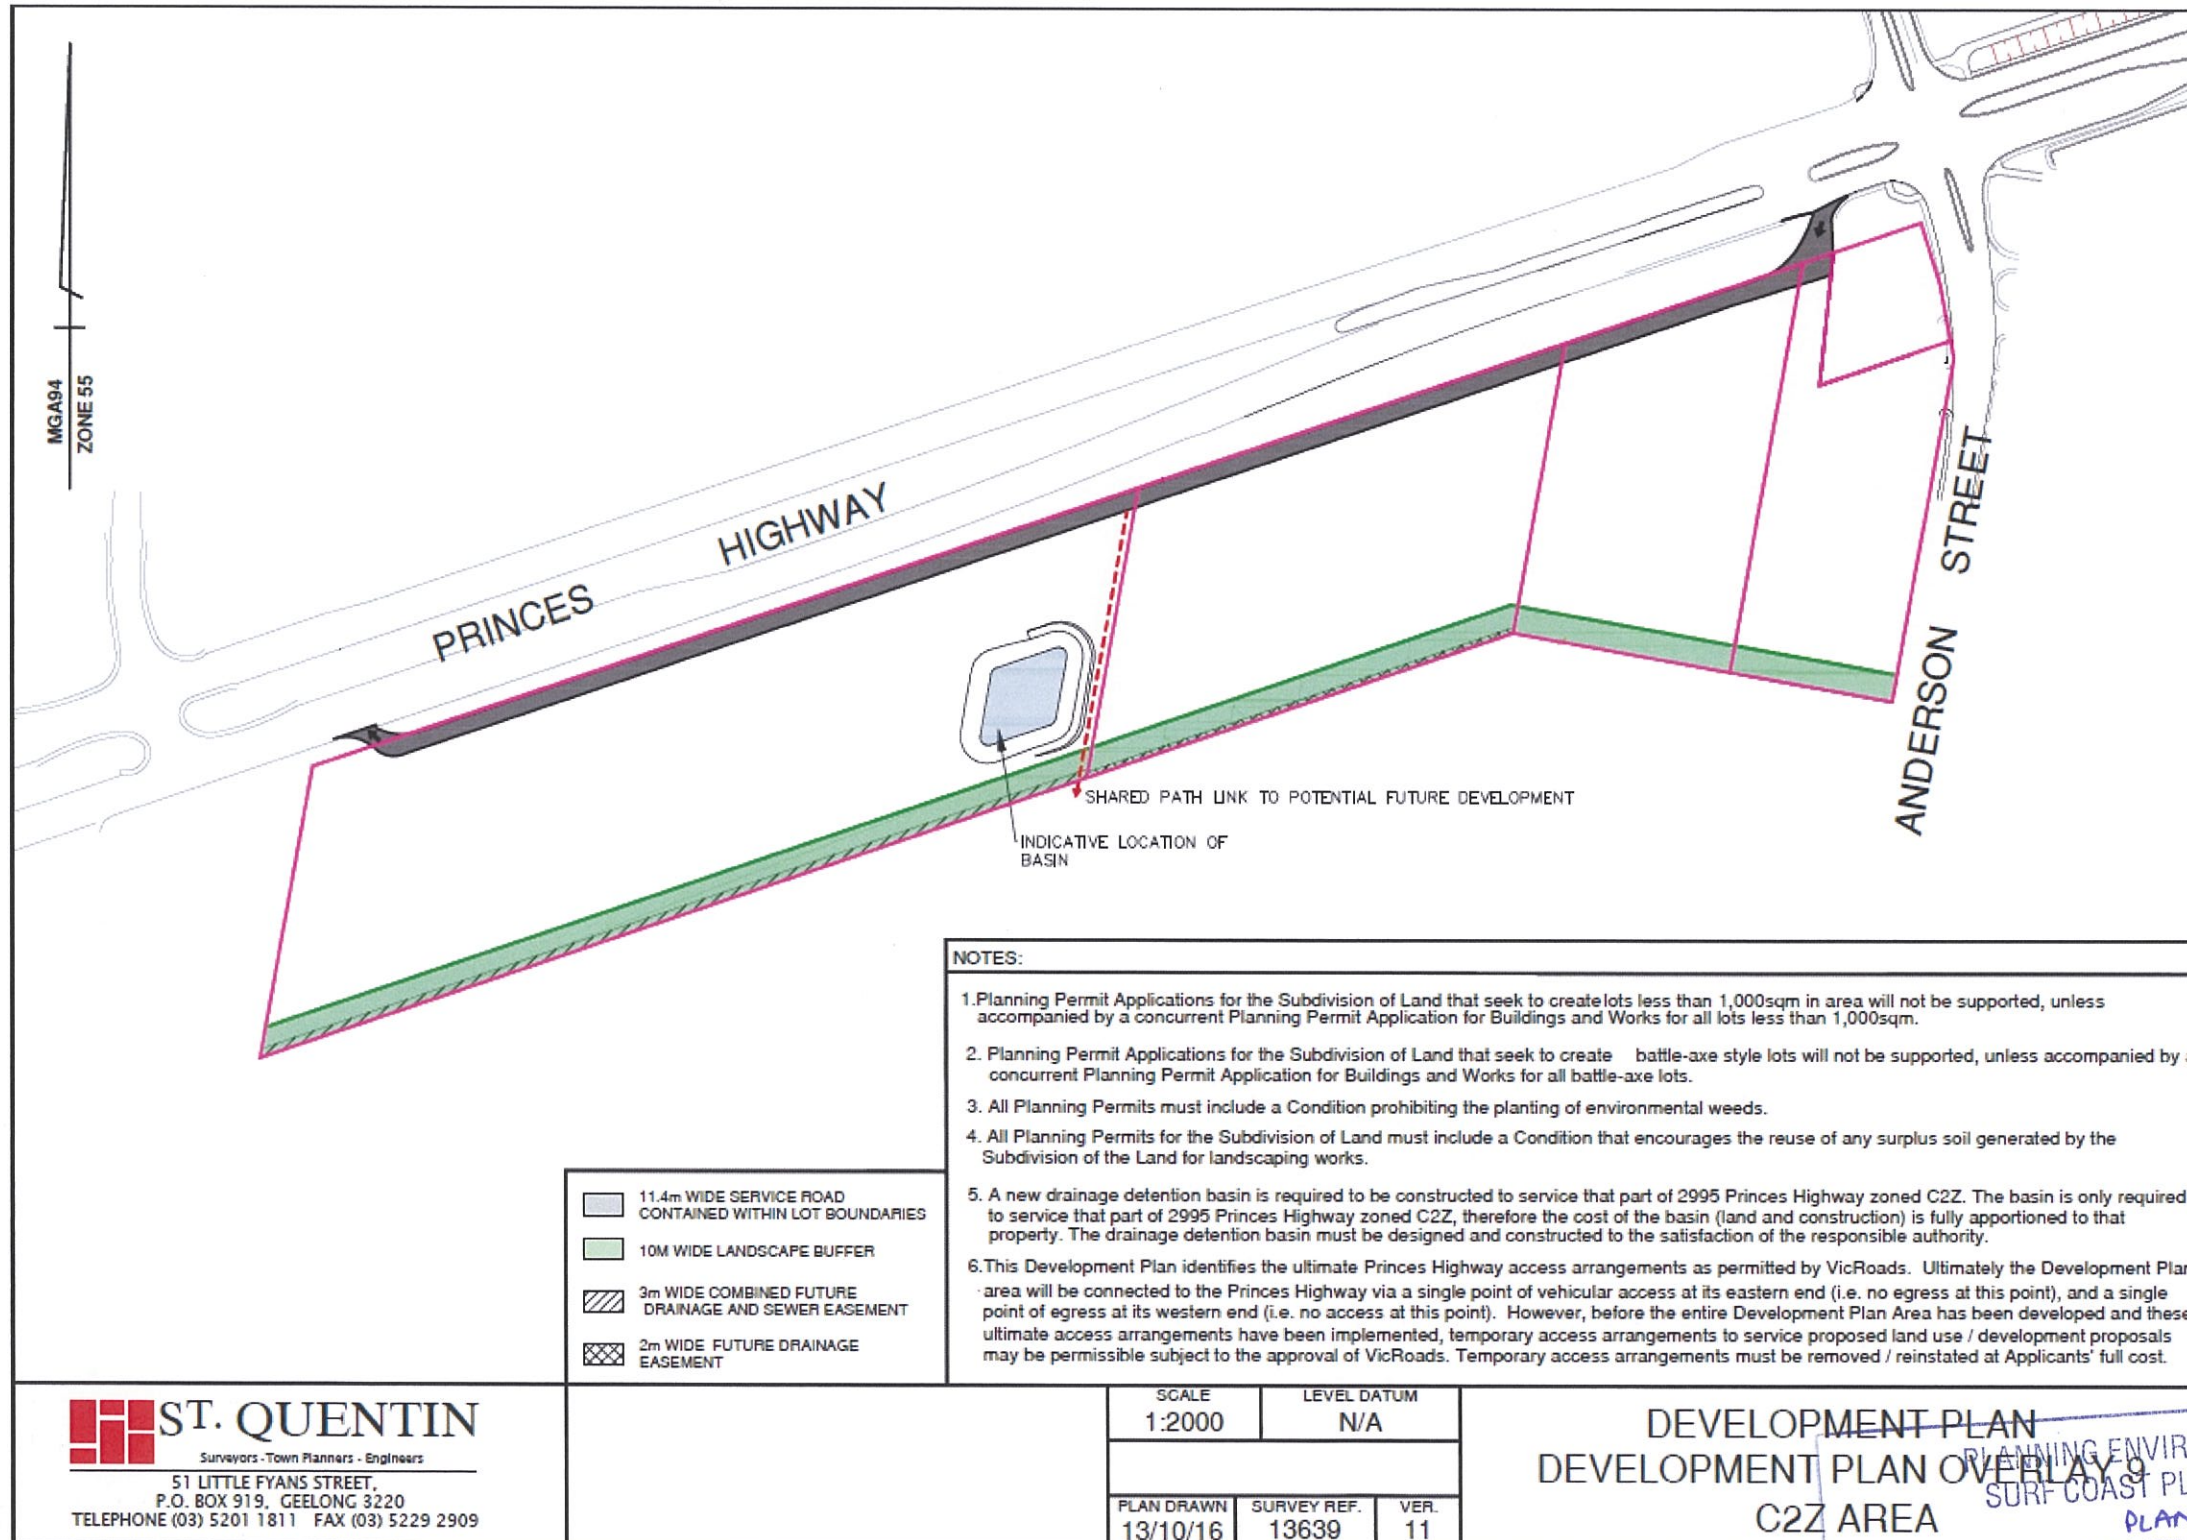 MGA94
ZONE 55
PRINCES HIGHWAY
ANDERSON STREET
SHARED PATH LINK TO POTENTIAL FUTURE DEVELOPMENT
INDICATIVE LOCATION OF
BASIN
NOTES:
1.Planning Permit Applications for the Subdivision of Land that seek to create lots less than 1,000sqm in area will not be supported, unless
accompanied by a concurrent Planning Permit Application for Buildings and Works for all lots less than 1,000sqm.
2. Planning Permit Applications for the Subdivision of Land that seek to create battle-axe style lots will not be supported, unless accompanied by
concurrent Planning Permit Application for Buildings and Works for all battle-axe lots.
3. All Planning Permits must include a Condition prohibiting the planting of environmental weeds.
4. All Planning Permits for the Subdivision of Land must include a Condition that encourages the reuse of any surplus soil generated by the
Subdivision of the Land for landscaping works.
5. A new drainage detention basin is required to be constructed to service that part of 2995 Princes Highway zoned C2Z. The basin is only required
to service that part of 2995 Princes Highway zoned C2Z, therefore the cost of the basin (land and construction) is fully apportioned to that
property. The drainage detention basin must be designed and constructed to the satisfaction of the responsible authority.
6.This Development Plan identifies the ultimate Princes Highway access arrangements as permitted by VicRoads. Ultimately the Development Plan
area will be connected to the Princes Highway via a single point of vehicular access at its eastern end (i.e. no egress at this point), and a single
point of egress at its western end (i.e. no access at this point). However, before the entire Development Plan Area has been developed and these
ultimate access arrangements have been implemented, temporary access arrangements to service proposed land use / development proposals
may be permissible subject to the approval of VicRoads. Temporary access arrangements must be removed / reinstated at Applicants' full cost.
11.4m WIDE SERVICE ROAD
CONTAINED WITHIN LOT BOUNDARIES
10M WIDE LANDSCAPE BUFFER
3m WIDE COMBINED FUTURE
DRAINAGE AND SEWER EASEMENT
2m WIDE FUTURE DRAINAGE
EASEMENT
ST. QUENTIN
Surveyors - Town Planners - Engineers
51 LITTLE FYANS STREET,
P.O. BOX 919, GEELONG 3220
TELEPHONE (03) 5201 1811 FAX (03) 5229 2909
SCALE
1:2000
LEVEL DATUM
N/A
PLAN DRAWN
13/10/16
SURVEY REF.
13639
VER.
11
DEVELOPMENT PLAN
DEVELOPMENT PLAN OVERLAY 9
C2Z AREA
PLANNING ENVIR
SURF COAST PL
PLAN